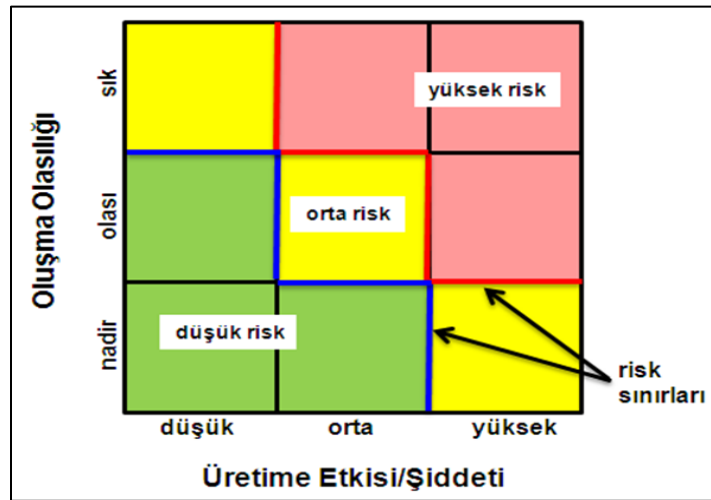 Oluşma Olasılığı
sık
olası
nadir
yüksek risk
orta risk
düşük risk
risk
sınırları
düşük
orta
yüksek
Üretime Etkisi/Şiddeti